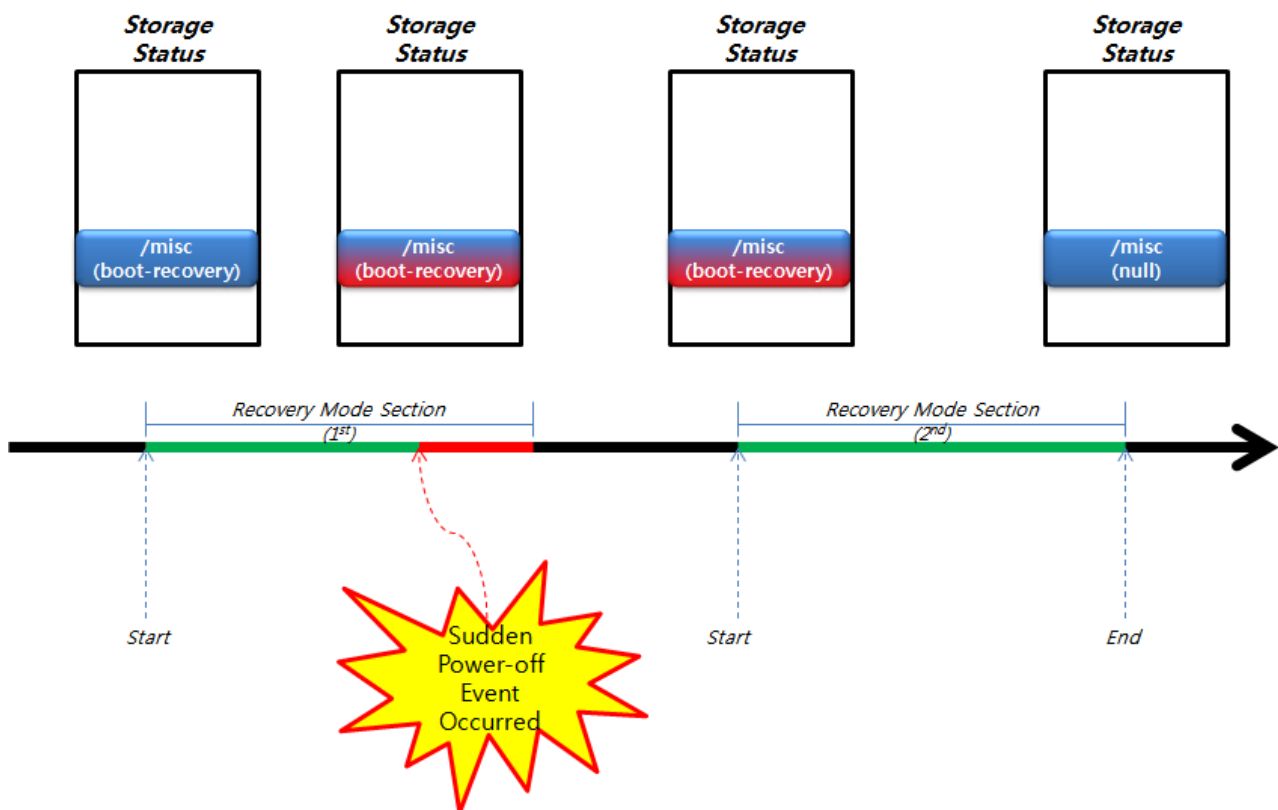 Storage
Status
Storage
Status
Storage
Status
Storage
Status
/misc
(boot-recovery)
/misc
(boot-recovery)
/misc
(boot-recovery)
/misc
(null)
Recovery Mode Section
(1st)
Recovery Mode Section
(2nd)
Start
Sudden
Power-off
Event
Occurred
Start
End